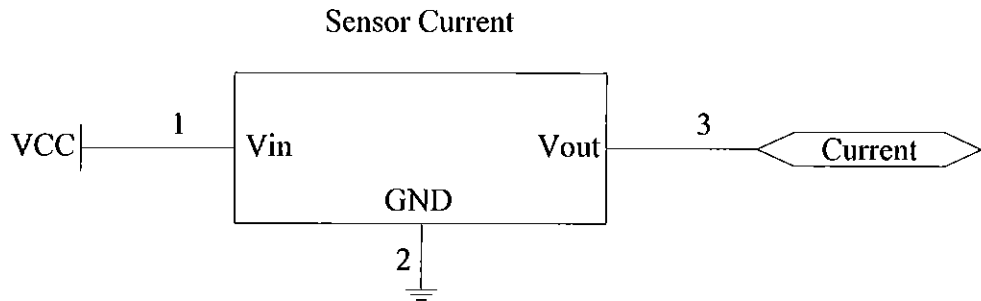 Sensor Current
1
3
VCC
Vin
Vout
Current
GND
2